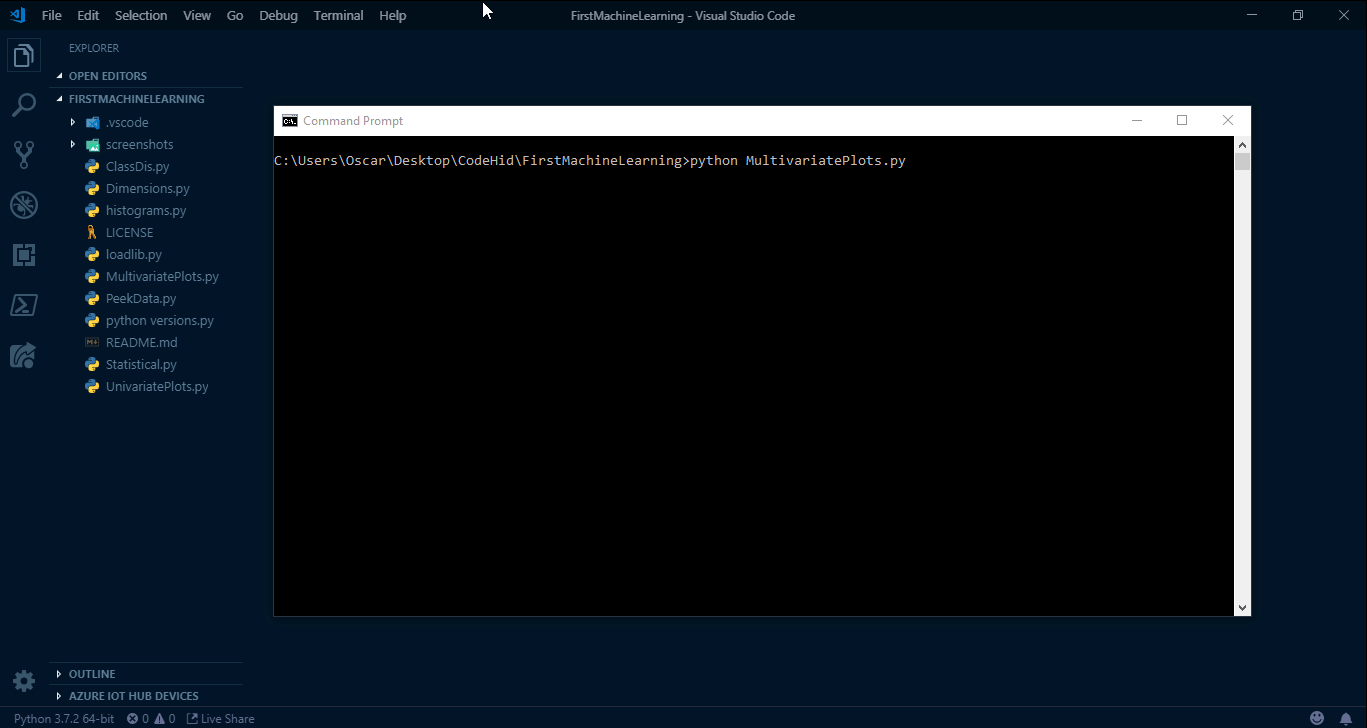 File Edit Selection View Go Debug Terminal Help
FirstMachineLearning - Visual Studio Code
EXPLORER
OPEN EDITORS
FIRSTMACHINELEARNING
.vscode
screenshots
ClassDis.py
Dimensions.py
histograms.py
LICENSE
loadlib.py
MultivariatePlots.py
PeekData.py
python versions.py
README.md
Statistical.py
UnivariatePlots.py
OUTLINE
AZURE IOT HUB DEVICES
Command Prompt
C:\Users\Oscar\Desktop\CodeHid\FirstMachineLearning>python MultivariatePlots.py
Python 3.7.2 64-bit 0 0 Live Share